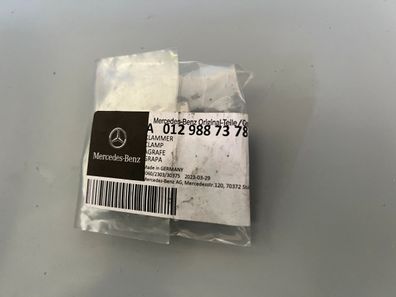 Mercedes-Benz Original-Teile
A 012 988 73 78
KLAMMER
CLAMP
AGRAFE
GRAPA
Made in GERMANY
2023-03-29
Mercedes-Benz AG, Mercedesstr.120, 70372
Mercedes-Benz